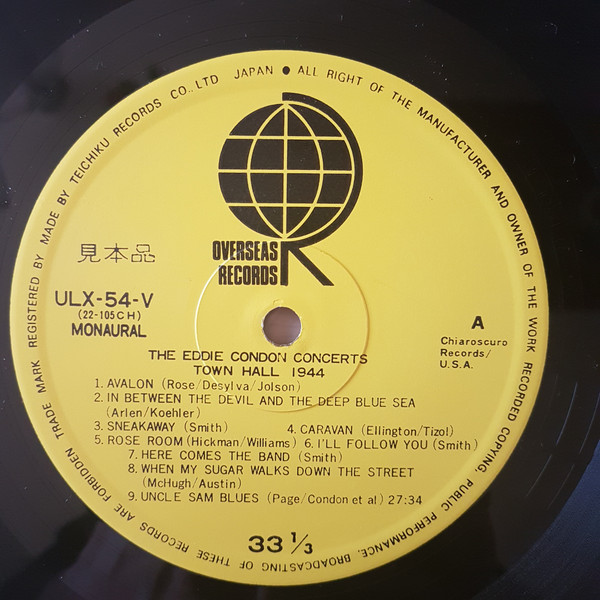 MADE BY TEICHIKU RECORDS CO., LTD JAPAN ● ALL RIGHT OF THE MANUFACTURER AND OWNER OF THE WORK RECORDED COPYING, PUBLIC PERFORMANCE, BROADCASTING OF THESE RECORDS ARE FORBIDDEN TRADE MARK REGISTERED BY
OVERSEAS
RECORDS
見本品
ULX-54-V
(22-105CH)
MONAURAL
A
Chiaroscuro
Records/
U.S.A.
THE EDDIE CONDON CONCERTS
TOWN HALL 1944
1. AVALON (Rose/Desylva/Jolson)
2. IN BETWEEN THE DEVIL AND THE DEEP BLUE SEA
(Arlen/Koehler)
3. SNEAKAWAY (Smith) 4. CARAVAN (Ellington/Tizol)
5. ROSE ROOM (Hickman/Williams) 6. I'LL FOLLOW YOU (Smith)
7. HERE COMES THE BAND (Smith)
8. WHEN MY SUGAR WALKS DOWN THE STREET
(McHugh/Austin)
9. UNCLE SAM BLUES (Page/Condon et al) 27:34
33 1/3